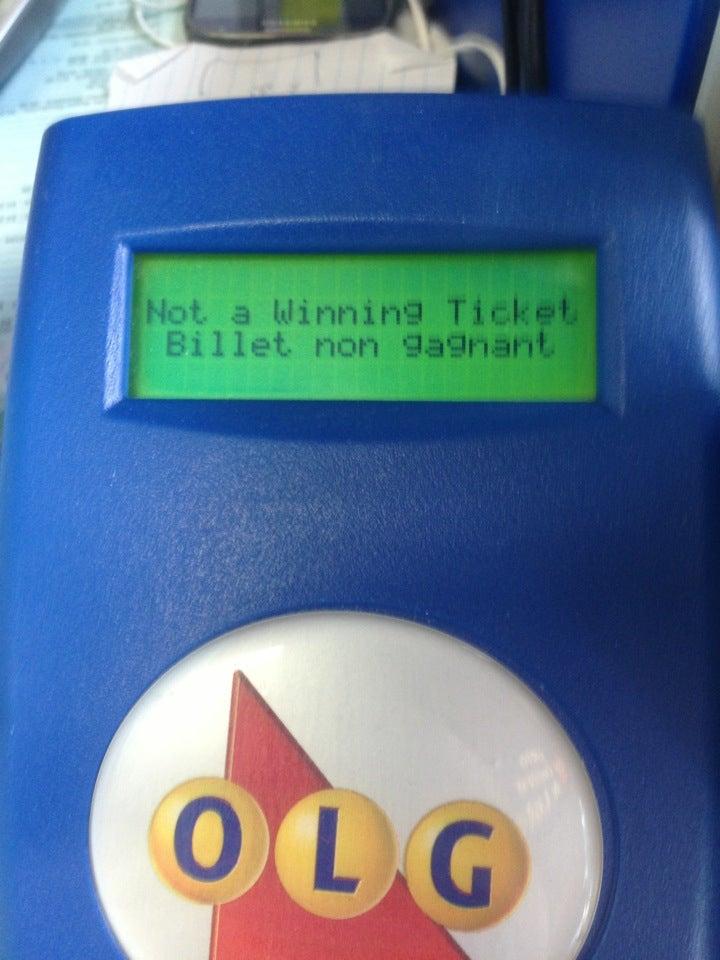 Not a Winning Ticket
Billet non gagnant
OLG